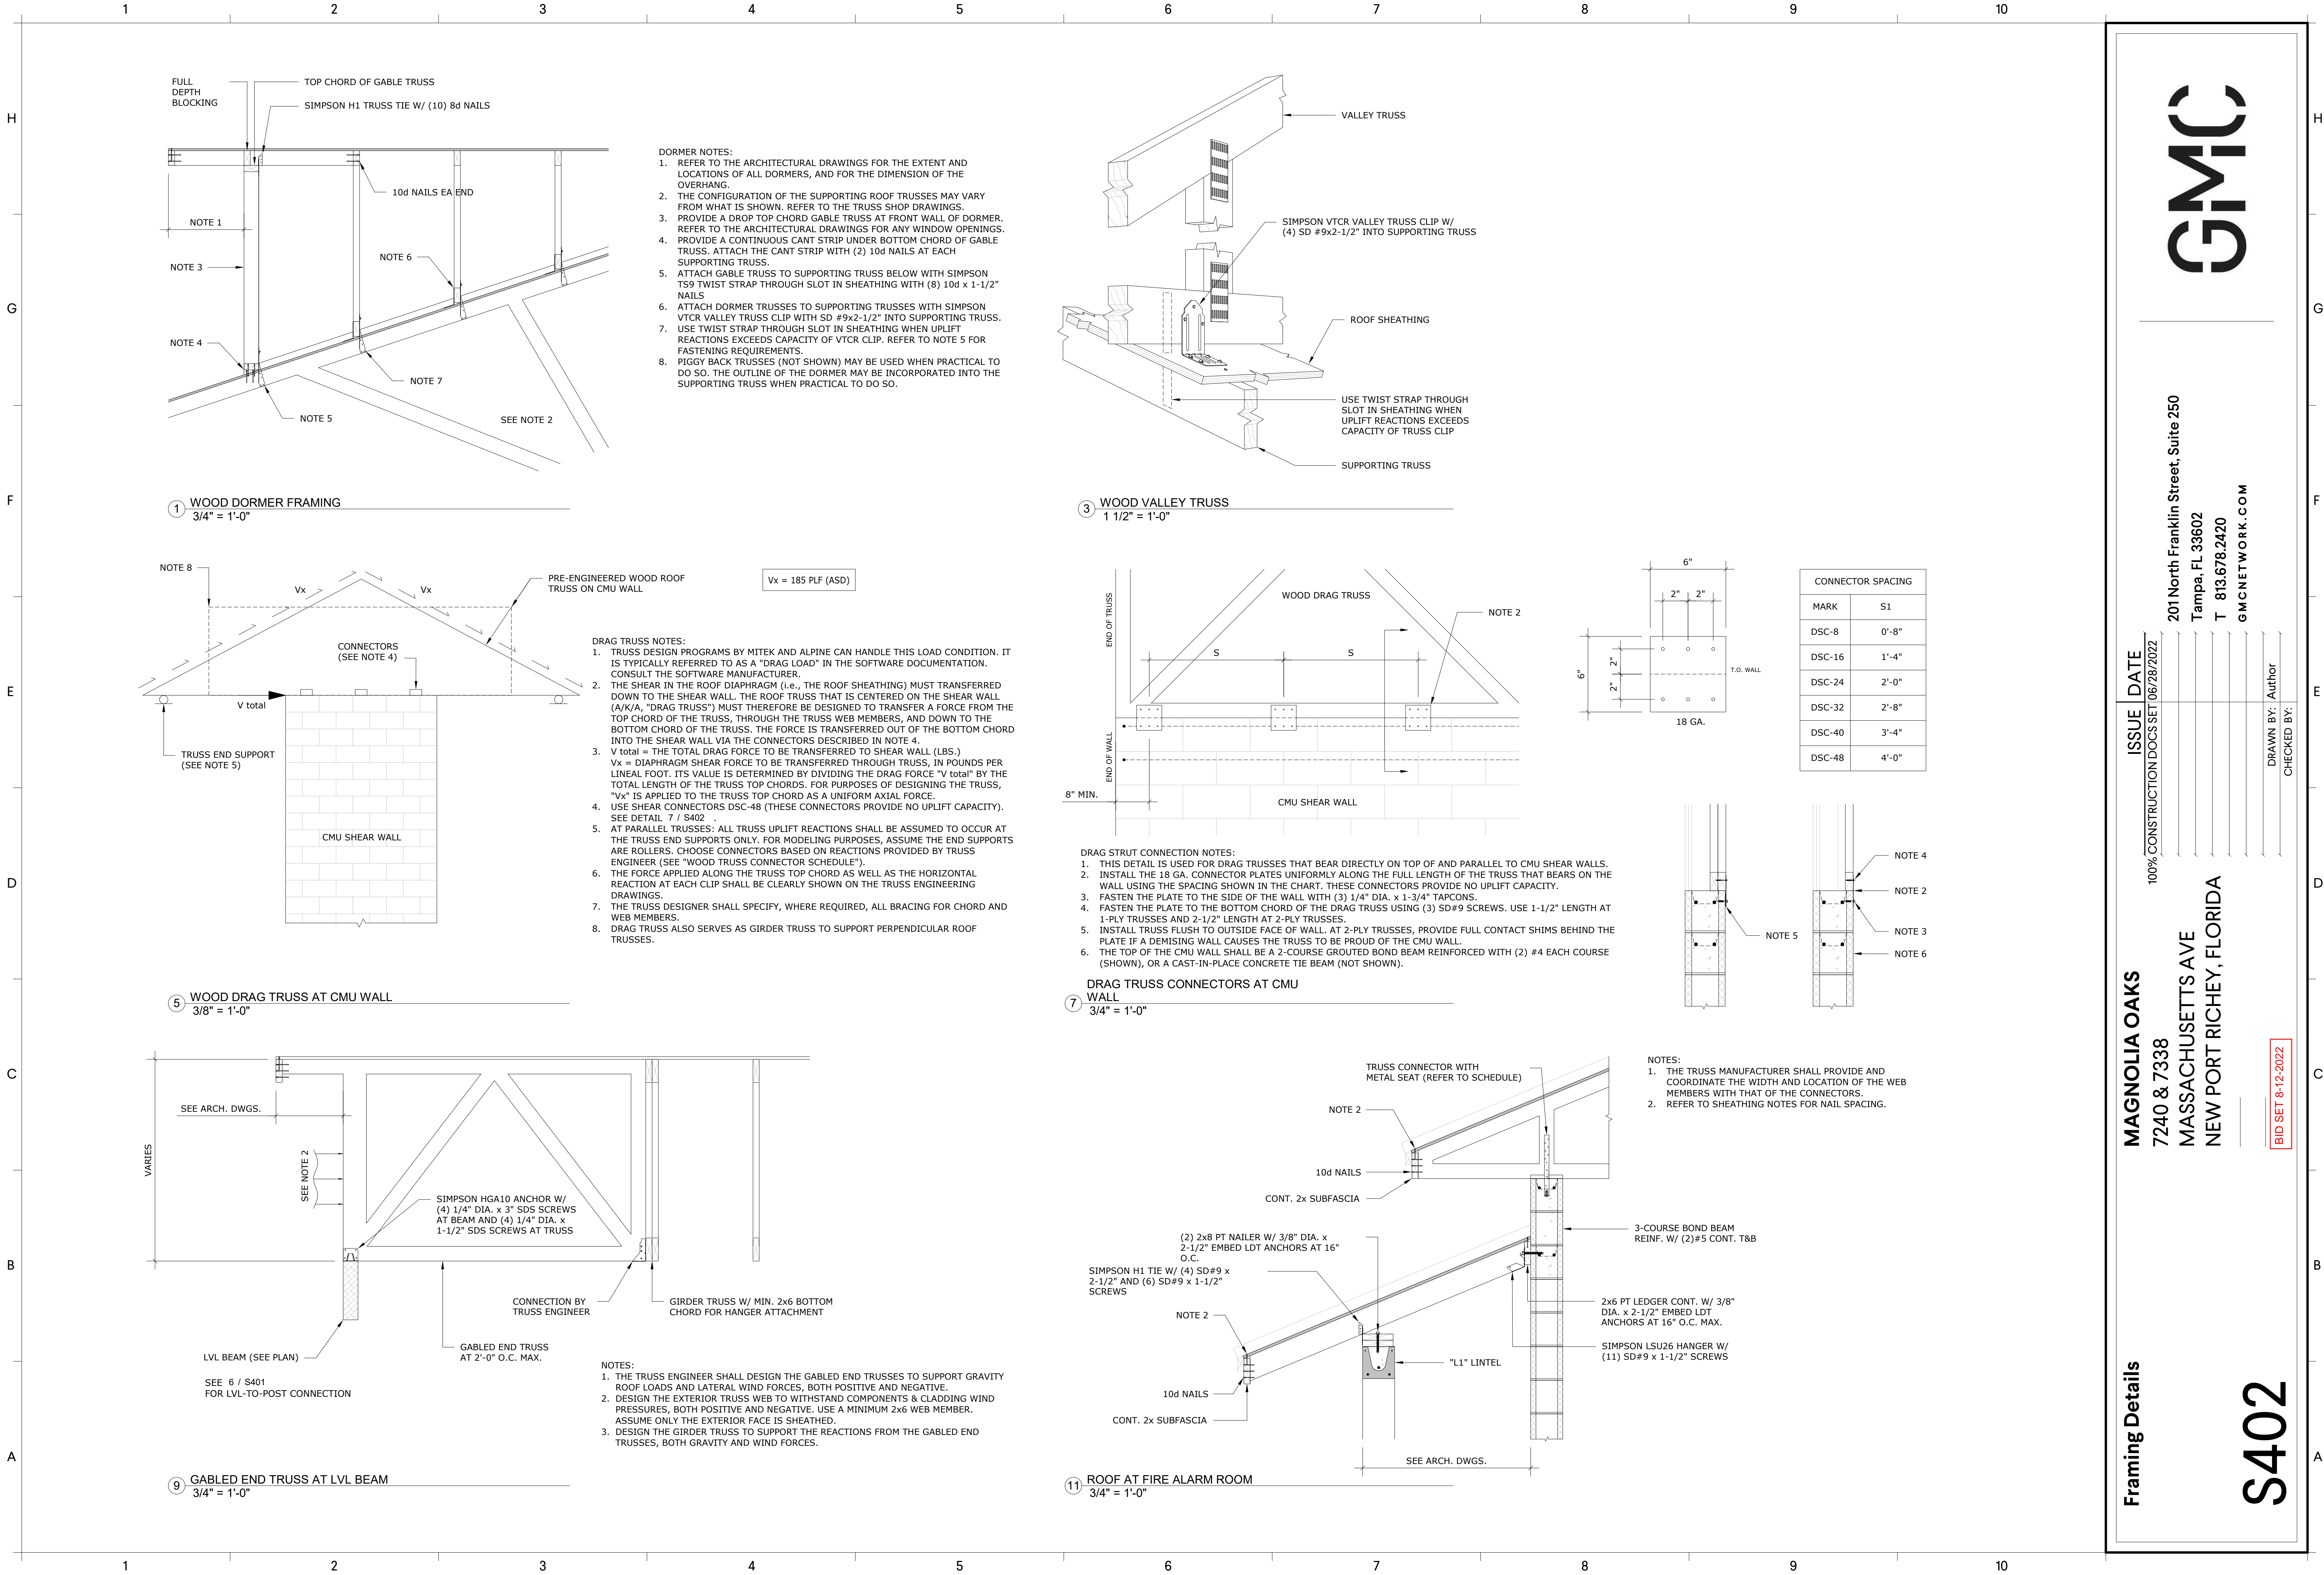 1 2 3 4 5 6 7 8 9 10
H
G
F
E
D
C
B
A
FULL
DEPTH
BLOCKING
TOP CHORD OF GABLE TRUSS
SIMPSON H1 TRUSS TIE W/ (10) 8d NAILS
10d NAILS EA END
NOTE 1
NOTE 3
NOTE 6
NOTE 4
NOTE 7
NOTE 5
SEE NOTE 2
DORMER NOTES:
1. REFER TO THE ARCHITECTURAL DRAWINGS FOR THE EXTENT AND
LOCATIONS OF ALL DORMERS, AND FOR THE DIMENSION OF THE
OVERHANG.
2. THE CONFIGURATION OF THE SUPPORTING ROOF TRUSSES MAY VARY
FROM WHAT IS SHOWN. REFER TO THE TRUSS SHOP DRAWINGS.
3. PROVIDE A DROP TOP CHORD GABLE TRUSS AT FRONT WALL OF DORMER.
REFER TO THE ARCHITECTURAL DRAWINGS FOR ANY WINDOW OPENINGS.
4. PROVIDE A CONTINUOUS CANT STRIP UNDER BOTTOM CHORD OF GABLE
TRUSS. ATTACH THE CANT STRIP WITH (2) 10d NAILS AT EACH
SUPPORTING TRUSS.
5. ATTACH GABLE TRUSS TO SUPPORTING TRUSS BELOW WITH SIMPSON
TS9 TWIST STRAP THROUGH SLOT IN SHEATHING WITH (8) 10d x 1-1/2"
NAILS
6. ATTACH DORMER TRUSSES TO SUPPORTING TRUSSES WITH SIMPSON
VTCR VALLEY TRUSS CLIP WITH SD #9x2-1/2" INTO SUPPORTING TRUSS.
7. USE TWIST STRAP THROUGH SLOT IN SHEATHING WHEN UPLIFT
REACTIONS EXCEEDS CAPACITY OF VTCR CLIP. REFER TO NOTE 5 FOR
FASTENING REQUIREMENTS.
8. PIGGY BACK TRUSSES (NOT SHOWN) MAY BE USED WHEN PRACTICAL TO
DO SO. THE OUTLINE OF THE DORMER MAY BE INCORPORATED INTO THE
SUPPORTING TRUSS WHEN PRACTICAL TO DO SO.
1 WOOD DORMER FRAMING
3/4" = 1'-0"
VALLEY TRUSS
SIMPSON VTCR VALLEY TRUSS CLIP W/
(4) SD #9x2-1/2" INTO SUPPORTING TRUSS
ROOF SHEATHING
USE TWIST STRAP THROUGH
SLOT IN SHEATHING WHEN
UPLIFT REACTIONS EXCEEDS
CAPACITY OF TRUSS CLIP
SUPPORTING TRUSS
3 WOOD VALLEY TRUSS
1 1/2" = 1'-0"
NOTE 8
Vx
Vx
PRE-ENGINEERED WOOD ROOF
TRUSS ON CMU WALL
Vx = 185 PLF (ASD)
CONNECTORS
(SEE NOTE 4)
V total
TRUSS END SUPPORT
(SEE NOTE 5)
CMU SHEAR WALL
DRAG TRUSS NOTES:
1. TRUSS DESIGN PROGRAMS BY MITEK AND ALPINE CAN HANDLE THIS LOAD CONDITION. IT
IS TYPICALLY REFERRED TO AS A "DRAG LOAD" IN THE SOFTWARE DOCUMENTATION.
CONSULT THE SOFTWARE MANUFACTURER.
2. THE SHEAR IN THE ROOF DIAPHRAGM (i.e., THE ROOF SHEATHING) MUST TRANSFERRED
DOWN TO THE SHEAR WALL. THE ROOF TRUSS THAT IS CENTERED ON THE SHEAR WALL
(A/K/A, "DRAG TRUSS") MUST THEREFORE BE DESIGNED TO TRANSFER A FORCE FROM THE
TOP CHORD OF THE TRUSS, THROUGH THE TRUSS WEB MEMBERS, AND DOWN TO THE
BOTTOM CHORD OF THE TRUSS. THE FORCE IS TRANSFERRED OUT OF THE BOTTOM CHORD
INTO THE SHEAR WALL VIA THE CONNECTORS DESCRIBED IN NOTE 4.
3. V total = THE TOTAL DRAG FORCE TO BE TRANSFERRED TO SHEAR WALL (LBS.)
Vx = DIAPHRAGM SHEAR FORCE TO BE TRANSFERRED THROUGH TRUSS, IN POUNDS PER
LINEAL FOOT. ITS VALUE IS DETERMINED BY DIVIDING THE DRAG FORCE "V total" BY THE
TOTAL LENGTH OF THE TRUSS TOP CHORDS. FOR PURPOSES OF DESIGNING THE TRUSS,
"Vx" IS APPLIED TO THE TRUSS TOP CHORD AS A UNIFORM AXIAL FORCE.
4. USE SHEAR CONNECTORS DSC-48 (THESE CONNECTORS PROVIDE NO UPLIFT CAPACITY).
SEE DETAIL 7 / S402 .
5. AT PARALLEL TRUSSES: ALL TRUSS UPLIFT REACTIONS SHALL BE ASSUMED TO OCCUR AT
THE TRUSS END SUPPORTS ONLY. FOR MODELING PURPOSES, ASSUME THE END SUPPORTS
ARE ROLLERS. CHOOSE CONNECTORS BASED ON REACTIONS PROVIDED BY TRUSS
ENGINEER (SEE "WOOD TRUSS CONNECTOR SCHEDULE").
6. THE FORCE APPLIED ALONG THE TRUSS TOP CHORD AS WELL AS THE HORIZONTAL
REACTION AT EACH CLIP SHALL BE CLEARLY SHOWN ON THE TRUSS ENGINEERING
DRAWINGS.
7. THE TRUSS DESIGNER SHALL SPECIFY, WHERE REQUIRED, ALL BRACING FOR CHORD AND
WEB MEMBERS.
8. DRAG TRUSS ALSO SERVES AS GIRDER TRUSS TO SUPPORT PERPENDICULAR ROOF
TRUSSES.
5 WOOD DRAG TRUSS AT CMU WALL
3/8" = 1'-0"
END OF TRUSS
WOOD DRAG TRUSS
NOTE 2
S
S
END OF WALL
8" MIN.
CMU SHEAR WALL
6"
2" 2"
6"
2"
2"
T.O. WALL
18 GA.
CONNECTOR SPACING
MARK S1
DSC-8 0'-8"
DSC-16 1'-4"
DSC-24 2'-0"
DSC-32 2'-8"
DSC-40 3'-4"
DSC-48 4'-0"
DRAG STRUT CONNECTION NOTES:
1. THIS DETAIL IS USED FOR DRAG TRUSSES THAT BEAR DIRECTLY ON TOP OF AND PARALLEL TO CMU SHEAR WALLS.
2. INSTALL THE 18 GA. CONNECTOR PLATES UNIFORMLY ALONG THE FULL LENGTH OF THE TRUSS THAT BEARS ON THE
WALL USING THE SPACING SHOWN IN THE CHART. THESE CONNECTORS PROVIDE NO UPLIFT CAPACITY.
3. FASTEN THE PLATE TO THE SIDE OF THE WALL WITH (3) 1/4" DIA. x 1-3/4" TAPCONS.
4. FASTEN THE PLATE TO THE BOTTOM CHORD OF THE DRAG TRUSS USING (3) SD#9 SCREWS. USE 1-1/2" LENGTH AT
1-PLY TRUSSES AND 2-1/2" LENGTH AT 2-PLY TRUSSES.
5. INSTALL TRUSS FLUSH TO OUTSIDE FACE OF WALL. AT 2-PLY TRUSSES, PROVIDE FULL CONTACT SHIMS BEHIND THE
PLATE IF A DEMISING WALL CAUSES THE TRUSS TO BE PROUD OF THE CMU WALL.
6. THE TOP OF THE CMU WALL SHALL BE A 2-COURSE GROUTED BOND BEAM REINFORCED WITH (2) #4 EACH COURSE
(SHOWN), OR A CAST-IN-PLACE CONCRETE TIE BEAM (NOT SHOWN).
NOTE 4
NOTE 2
NOTE 3
NOTE 5
NOTE 6
DRAG TRUSS CONNECTORS AT CMU
7 WALL
3/4" = 1'-0"
VARIES
SEE ARCH. DWGS.
SEE NOTE 2
SIMPSON HGA10 ANCHOR W/
(4) 1/4" DIA. x 3" SDS SCREWS
AT BEAM AND (4) 1/4" DIA. x
1-1/2" SDS SCREWS AT TRUSS
CONNECTION BY
TRUSS ENGINEER
GIRDER TRUSS W/ MIN. 2x6 BOTTOM
CHORD FOR HANGER ATTACHMENT
GABLED END TRUSS
AT 2'-0" O.C. MAX.
LVL BEAM (SEE PLAN)
SEE 6 / S401
FOR LVL-TO-POST CONNECTION
NOTES:
1. THE TRUSS ENGINEER SHALL DESIGN THE GABLED END TRUSSES TO SUPPORT GRAVITY
ROOF LOADS AND LATERAL WIND FORCES, BOTH POSITIVE AND NEGATIVE.
2. DESIGN THE EXTERIOR TRUSS WEB TO WITHSTAND COMPONENTS & CLADDING WIND
PRESSURES, BOTH POSITIVE AND NEGATIVE. USE A MINIMUM 2x6 WEB MEMBER.
ASSUME ONLY THE EXTERIOR FACE IS SHEATHED.
3. DESIGN THE GIRDER TRUSS TO SUPPORT THE REACTIONS FROM THE GABLED END
TRUSSES, BOTH GRAVITY AND WIND FORCES.
9 GABLED END TRUSS AT LVL BEAM
3/4" = 1'-0"
TRUSS CONNECTOR WITH
METAL SEAT (REFER TO SCHEDULE)
NOTE 2
10d NAILS
CONT. 2x SUBFASCIA
(2) 2x8 PT NAILER W/ 3/8" DIA. x
2-1/2" EMBED LDT ANCHORS AT 16"
O.C.
SIMPSON H1 TIE W/ (4) SD#9 x
2-1/2" AND (6) SD#9 x 1-1/2"
SCREWS
NOTE 2
10d NAILS
CONT. 2x SUBFASCIA
"L1" LINTEL
SEE ARCH. DWGS.
3-COURSE BOND BEAM
REINF. W/ (2)#5 CONT. T&B
2x6 PT LEDGER CONT. W/ 3/8"
DIA. x 2-1/2" EMBED LDT
ANCHORS AT 16" O.C. MAX.
SIMPSON LSU26 HANGER W/
(11) SD#9 x 1-1/2" SCREWS
NOTES:
1. THE TRUSS MANUFACTURER SHALL PROVIDE AND
COORDINATE THE WIDTH AND LOCATION OF THE WEB
MEMBERS WITH THAT OF THE CONNECTORS.
2. REFER TO SHEATHING NOTES FOR NAIL SPACING.
11 ROOF AT FIRE ALARM ROOM
3/4" = 1'-0"
GMC
201 North Franklin Street, Suite 250
Tampa, FL 33602
T 813.678.2420
GMCNETWORK.COM
ISSUE DATE
100% CONSTRUCTION DOCS SET 06/28/2022
DRAWN BY: Author
CHECKED BY:
MAGNOLIA OAKS
7240 & 7338
MASSACHUSETTS AVE
NEW PORT RICHEY, FLORIDA
BID SET 8-12-2022
Framing Details
S402
H
G
F
E
D
C
B
A
1 2 3 4 5 6 7 8 9 10